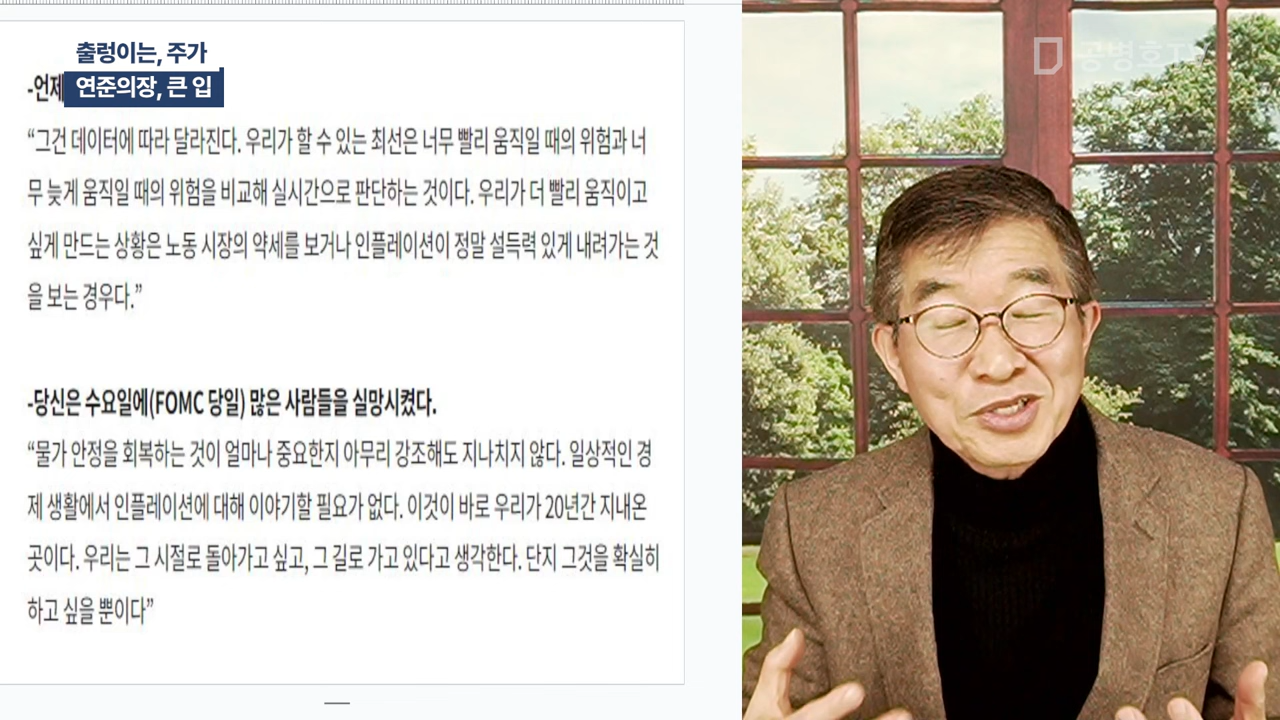 출렁이는, 주가
연준의장, 큰 입
공병호TV
-언제
“그건 데이터에 따라 달라진다. 우리가 할 수 있는 최선은 너무 빨리 움직일 때의 위험과 너
무 늦게 움직일 때의 위험을 비교해 실시간으로 판단하는 것이다. 우리가 더 빨리 움직이고
싶게 만드는 상황은 노동 시장의 약세를 보거나 인플레이션이 정말 설득력 있게 내려가는 것
을 보는 경우다.”
-당신은 수요일에(FOMC 당일) 많은 사람들을 실망시켰다.
“물가 안정을 회복하는 것이 얼마나 중요한지 아무리 강조해도 지나치지 않다. 일상적인 경
제 생활에서 인플레이션에 대해 이야기할 필요가 없다. 이것이 바로 우리가 20년간 지내온
곳이다. 우리는 그 시절로 돌아가고 싶고, 그 길로 가고 있다고 생각한다. 단지 그것을 확실히
하고 싶을 뿐이다”